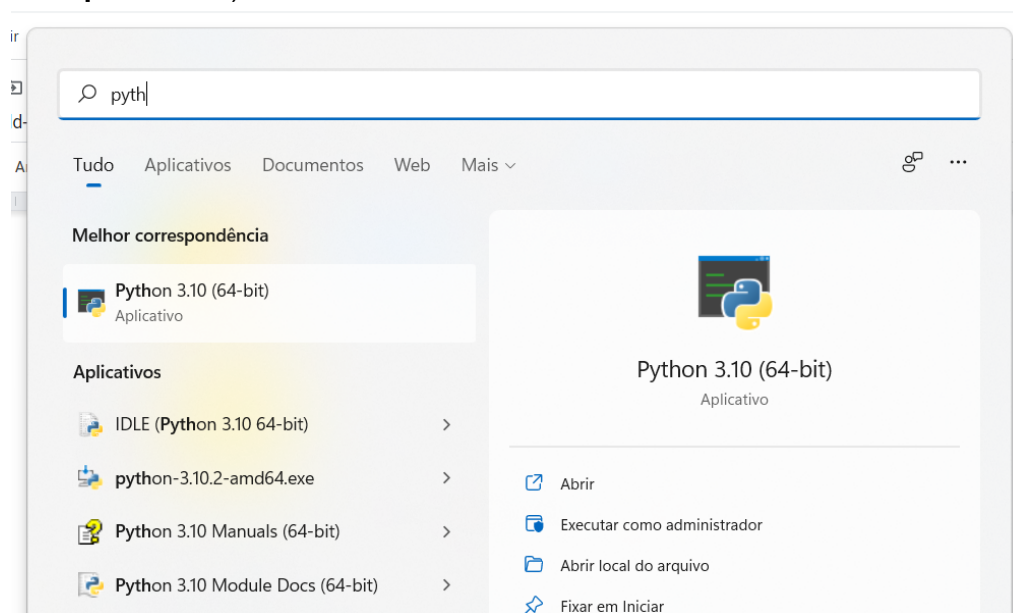 ir
pyth
d-
Tudo Aplicativos Documentos Web Mais
Melhor correspondência
Python 3.10 (64-bit)
Aplicativo
Aplicativos
IDLE (Python 3.10 64-bit)
python-3.10.2-amd64.exe
Python 3.10 Manuals (64-bit)
Python 3.10 Module Docs (64-bit)
Python 3.10 (64-bit)
Aplicativo
Abrir
Executar como administrador
Abrir local do arquivo
Fixar em Iniciar